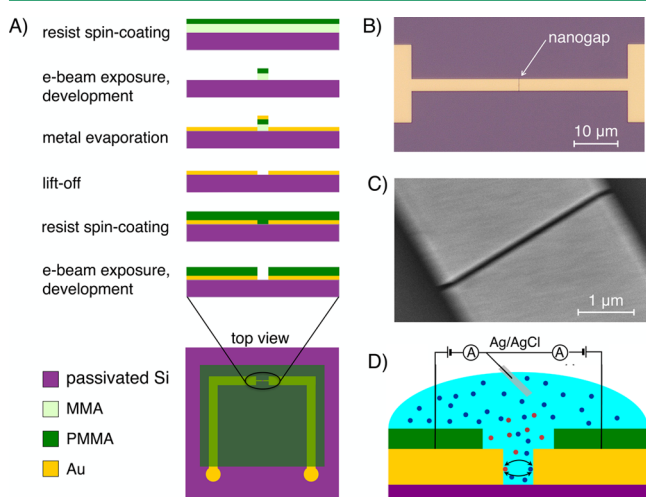 A)
resist spin-coating
e-beam exposure,
development
metal evaporation
lift-off
resist spin-coating
e-beam exposure,
development
top view
passivated Si
MMA
PMMA
Au
B)
nanogap
10 µm
C)
1 µm
D)
Ag/AgCl
A
A